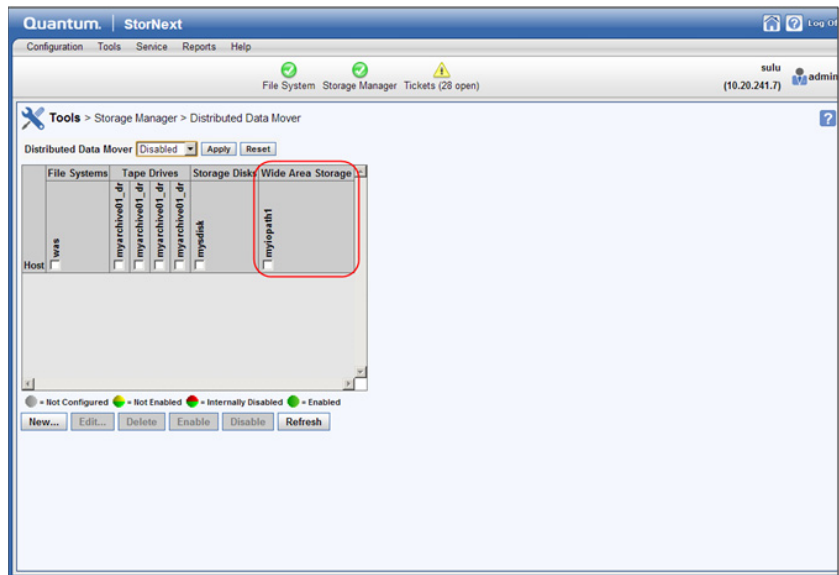 Quantum. | StorNext
Log Of
Configuration Tools Service Reports Help
File System Storage Manager Tickets (28 open)
sulu
(10.20.241.7)
admin
Tools > Storage Manager > Distributed Data Mover
?
Distributed Data Mover Disabled Apply Reset
File Systems Tape Drives Storage Disks Wide Area Storage
Host was myarchive01_dr myarchive01_dr myarchive01_dr myarchive01_dr mysdisk myiopath1
= Not Configured = Not Enabled = Internally Disabled = Enabled
New... Edit... Delete Enable Disable Refresh